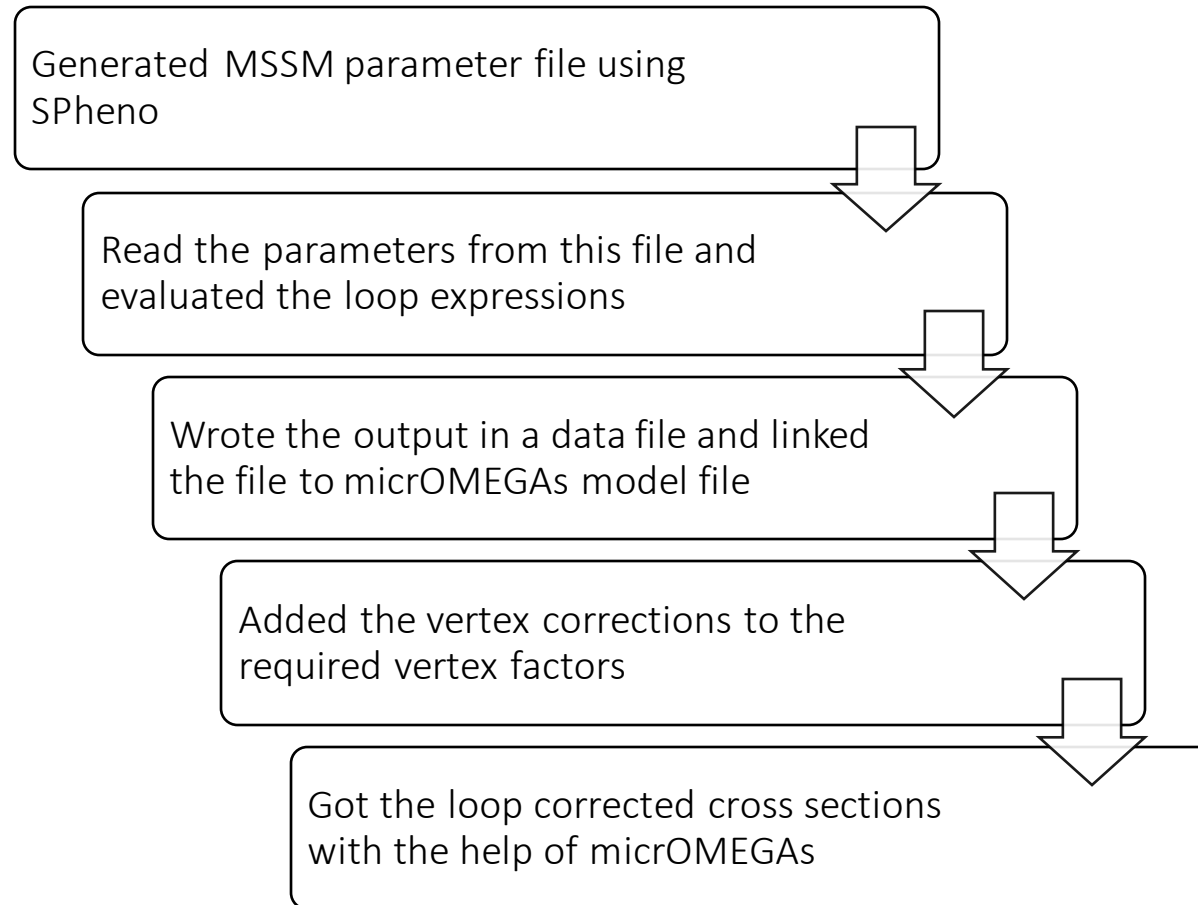 Generated MSSM parameter file using
SPheno
Read the parameters from this file and
evaluated the loop expressions
Wrote the output in a data file and linked
the file to micrOMEGAs model file
Added the vertex corrections to the
required vertex factors
Got the loop corrected cross sections
with the help of micrOMEGAs